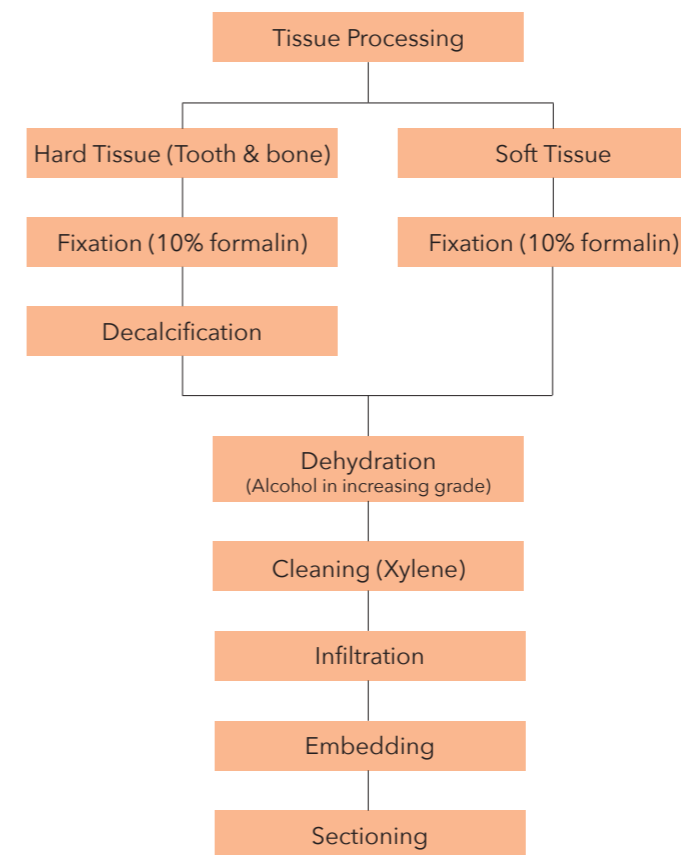 Tissue Processing
Hard Tissue (Tooth & bone)
Soft Tissue
Fixation (10% formalin)
Fixation (10% formalin)
Decalcification
Dehydration
(Alcohol in increasing grade)
Cleaning (Xylene)
Infiltration
Embedding
Sectioning